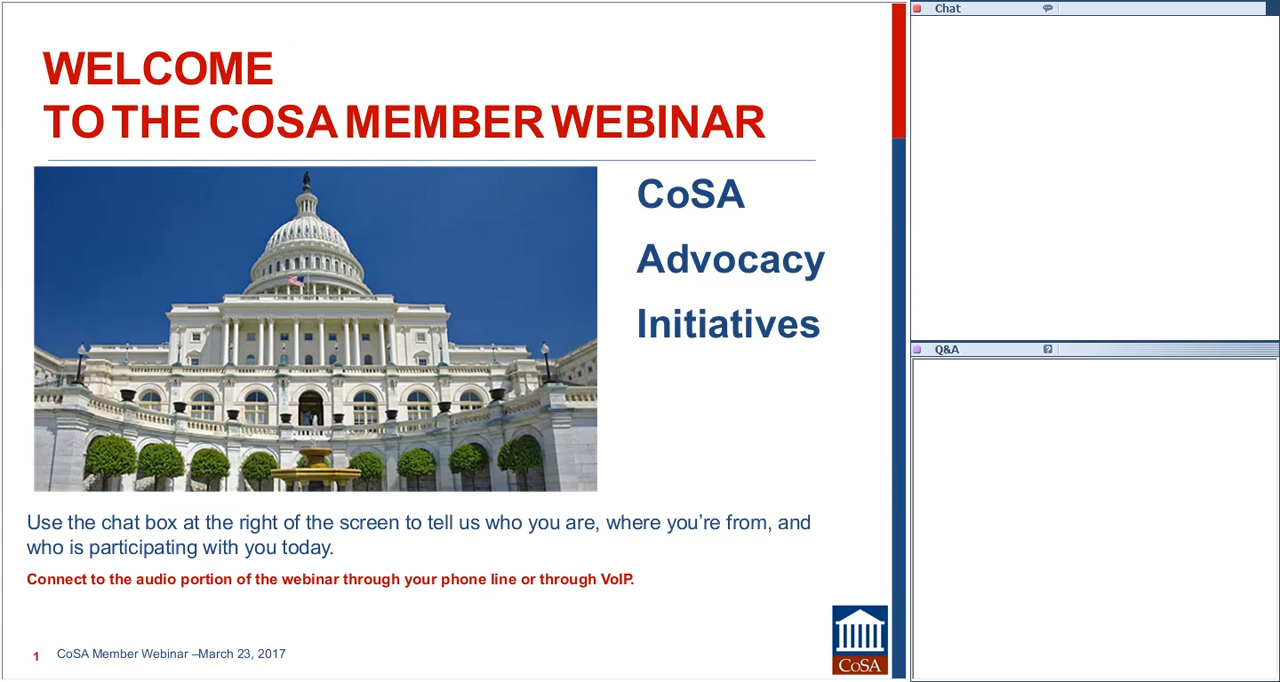 WELCOME
TO THE COSA MEMBER WEBINAR
CoSA
Advocacy
Initiatives
Use the chat box at the right of the screen to tell us who you are, where you’re from, and
who is participating with you today.
Connect to the audio portion of the webinar through your phone line or through VoIP.
1 CoSA Member Webinar –March 23, 2017
CoSA
Chat
Q&A